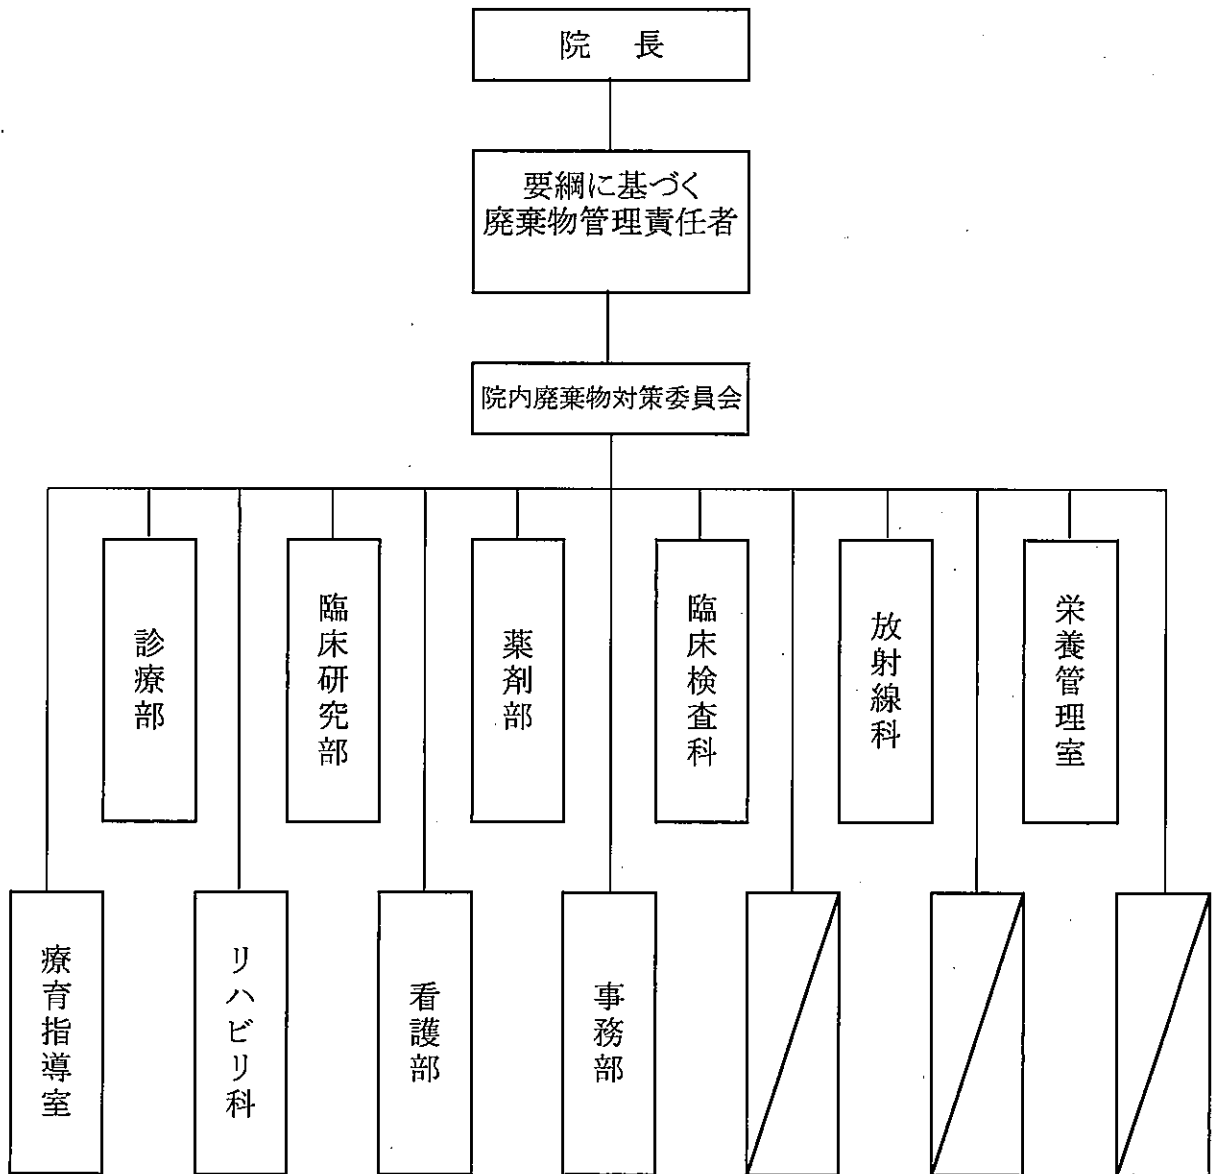 院　長
要綱に基づく
廃棄物管理責任者
院内廃棄物対策委員会
診療部
臨床研究部
薬剤部
臨床検査科
放射線科
栄養管理室
療育指導室
リハビリ科
看護部
事務部